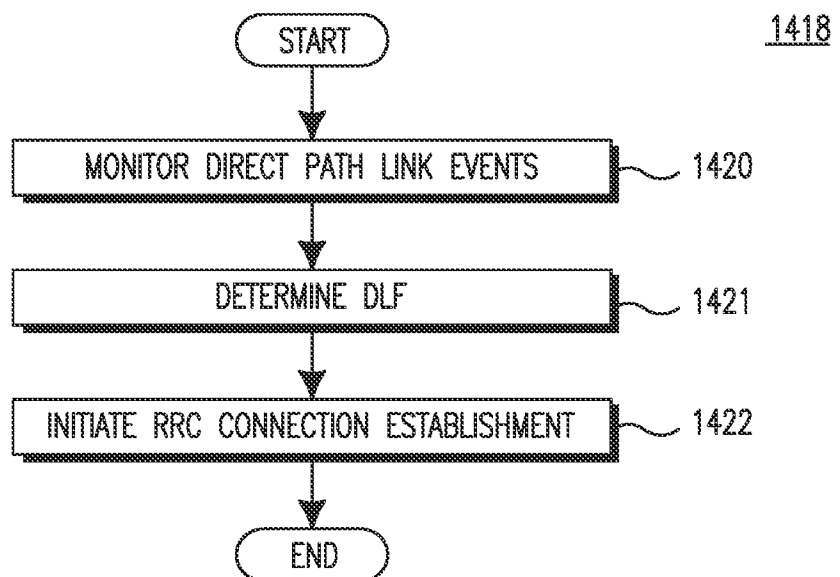 START
1418
MONITOR DIRECT PATH LINK EVENTS
1420
DETERMINE DLF
1421
INITIATE RRC CONNECTION ESTABLISHMENT
1422
END